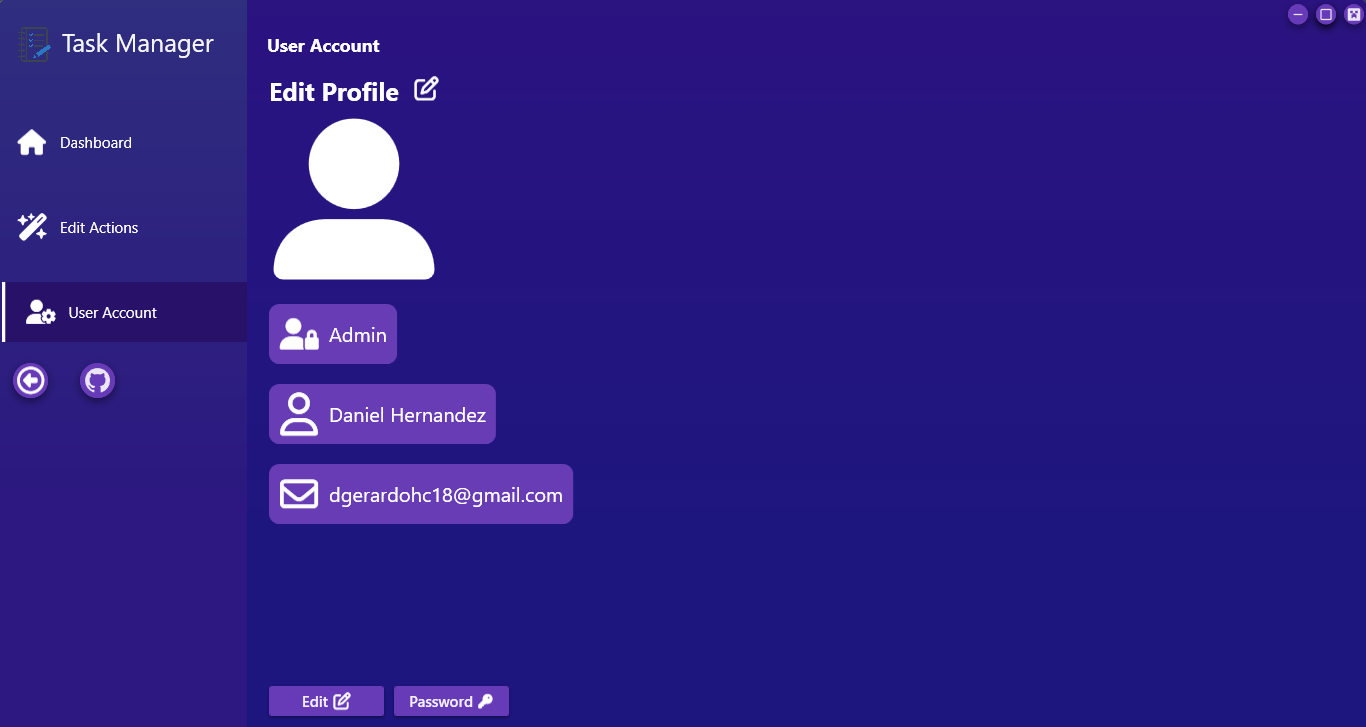 Task Manager
Dashboard
Edit Actions
User Account
User Account
Edit Profile
Admin
Daniel Hernandez
dgerardohc18@gmail.com
Edit
Password